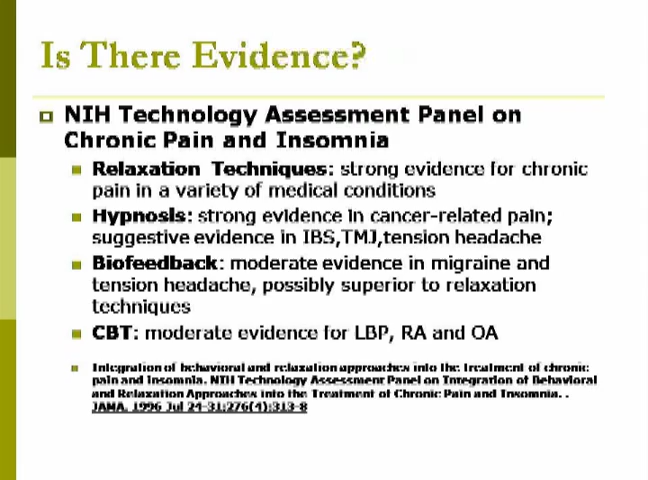 Is There Evidence?
NIH Technology Assessment Panel on
Chronic Pain and Insomnia
Relaxation Techniques: strong evidence for chronic
pain in a variety of medical conditions
Hypnosis: strong evidence in cancer-related pain;
suggestive evidence in IBS,TMJ,tension headache
Biofeedback: moderate evidence in migraine and
tension headache, possibly superior to relaxation
techniques
CBT: moderate evidence for LBP, RA and OA
Integration of behavioral and relaxation approaches into the treatment of chronic
pain and insomnia. NIH Technology Assessment Panel on Integration of Behavioral
and Relaxation Approaches into the Treatment of Chronic Pain and Insomnia. .
JAMA. 1996 Jul 24-31;276(4):313-8